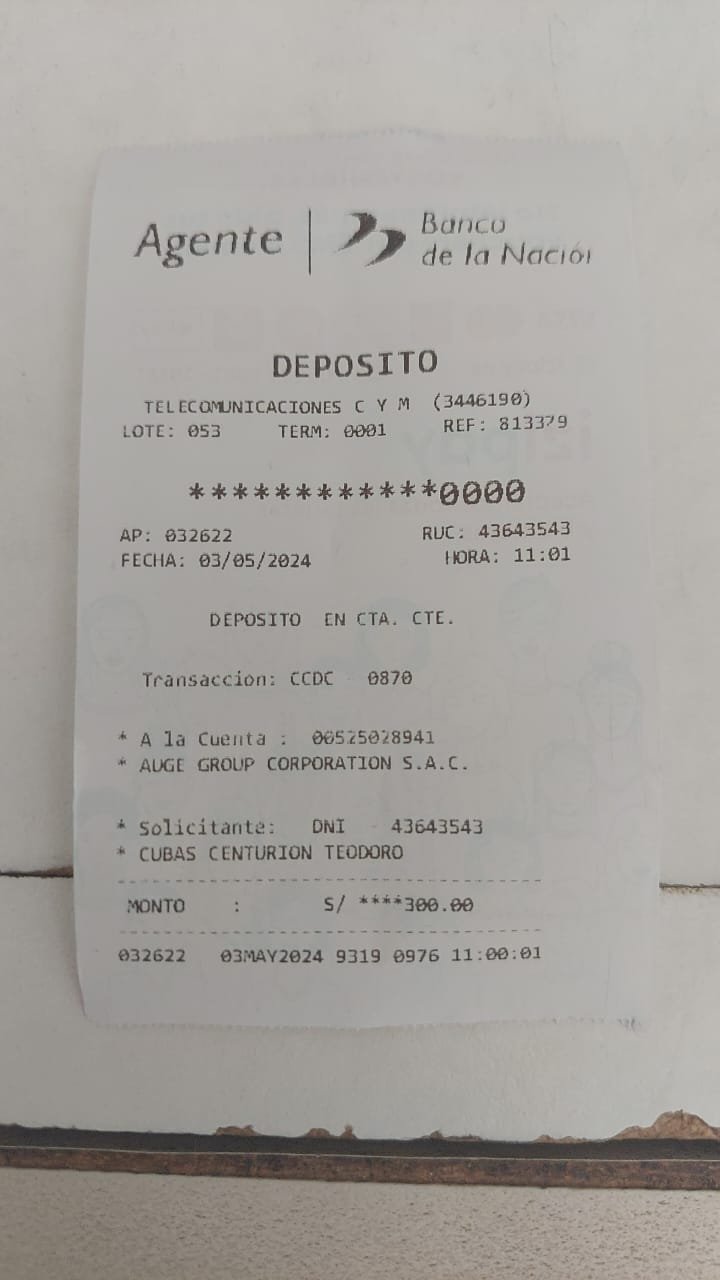 Agente
Banco
de la Nación
DEPOSITO
TELECOMUNICACIONES C Y M (3446190)
LOTE: 053 TERM: 0001 REF: 813379
************0000
AP: 032622 RUC: 43643543
FECHA: 03/05/2024 HORA: 11:01
DEPOSITO EN CTA. CTE.
Transaccion: CCDC - 0870
* A la Cuenta : 00525028941
* AUGE GROUP CORPORATION S.A.C.
* Solicitante: DNI - 43643543
* CUBAS CENTURION TEODORO
MONTO : S/ ****300.00
032622 03MAY2024 9319 0976 11:00:01